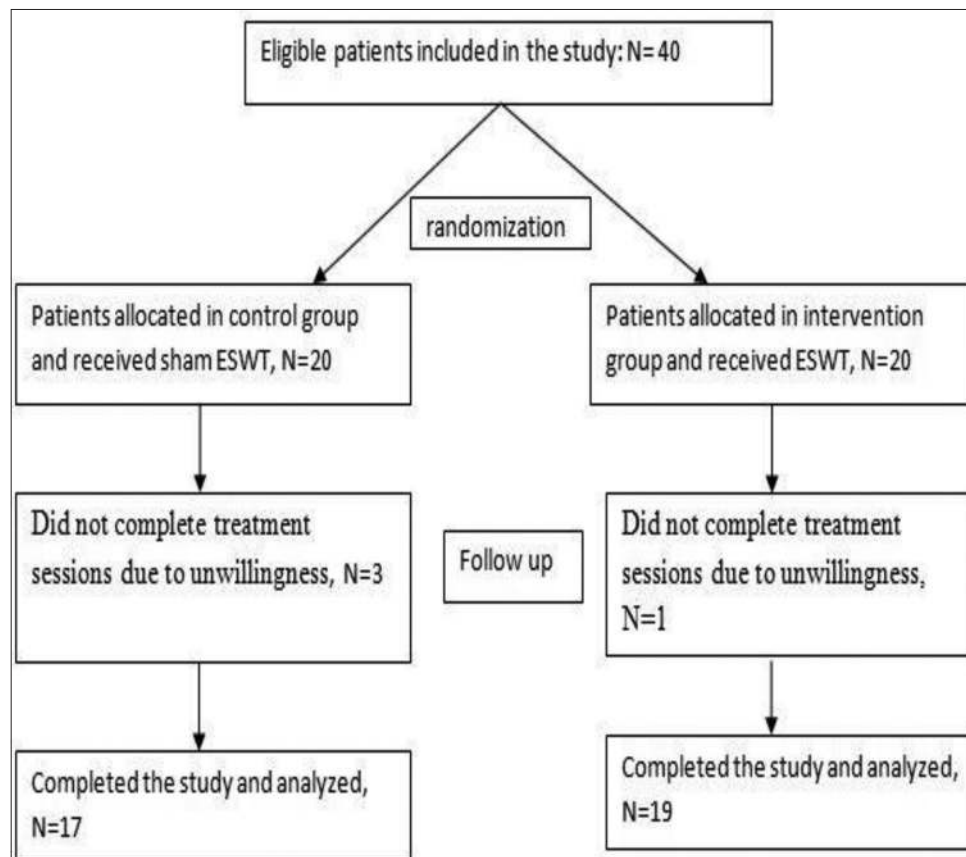 Eligible patients included in the study: N= 40
randomization
Patients allocated in control group
and received sham ESWT, N=20
Patients allocated in intervention
group and received ESWT, N=20
Did not complete treatment
sessions due to unwillingness, N=3
Follow up
Did not complete treatment
sessions due to unwillingness,
N=1
Completed the study and analyzed,
N=17
Completed the study and analyzed,
N=19